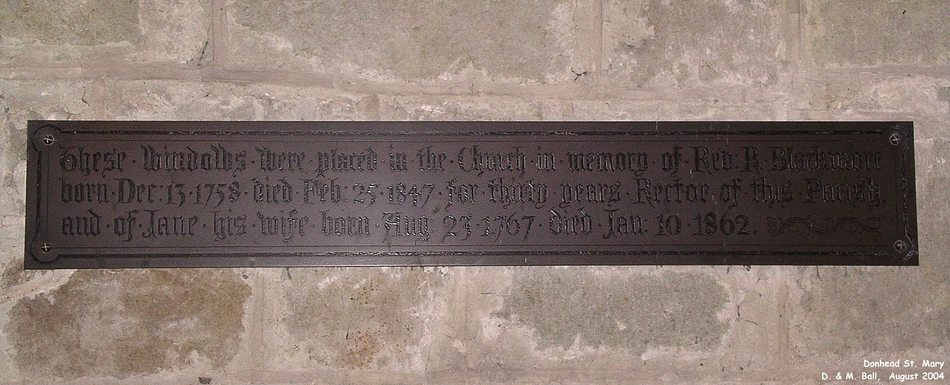 These · Windows · were · placed · in · the · Church · in · memory · of · Rev. R. Blackmore
born · Dec: 13 · 1758 · died · Feb: 25 · 1847 · for · thirty · years · Rector · of · this · Parish,
and · of · Jane · his · wife · born · Aug. 23 · 1767 · died · Jan. 10 · 1862 ·
Donhead St. Mary
D. & M. Ball, August 2004